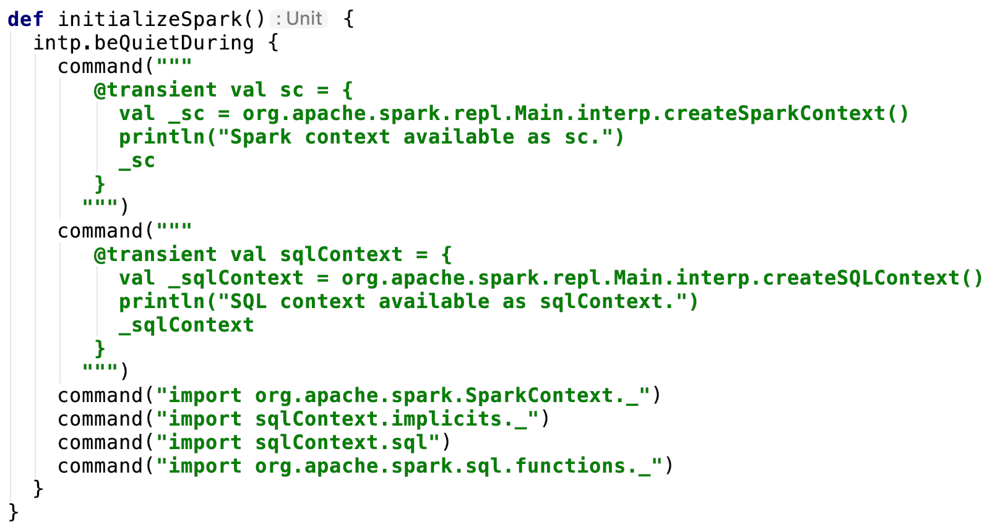 def initializeSpark() : Unit {
  intp.beQuietDuring {
    command("""
       @transient val sc = {
         val _sc = org.apache.spark.repl.Main.interp.createSparkContext()
         println("Spark context available as sc.")
         _sc
       }
      """)
    command("""
       @transient val sqlContext = {
         val _sqlContext = org.apache.spark.repl.Main.interp.createSQLContext()
         println("SQL context available as sqlContext.")
         _sqlContext
       }
      """)
    command("import org.apache.spark.SparkContext._")
    command("import sqlContext.implicits._")
    command("import sqlContext.sql")
    command("import org.apache.spark.sql.functions._")
  }
}